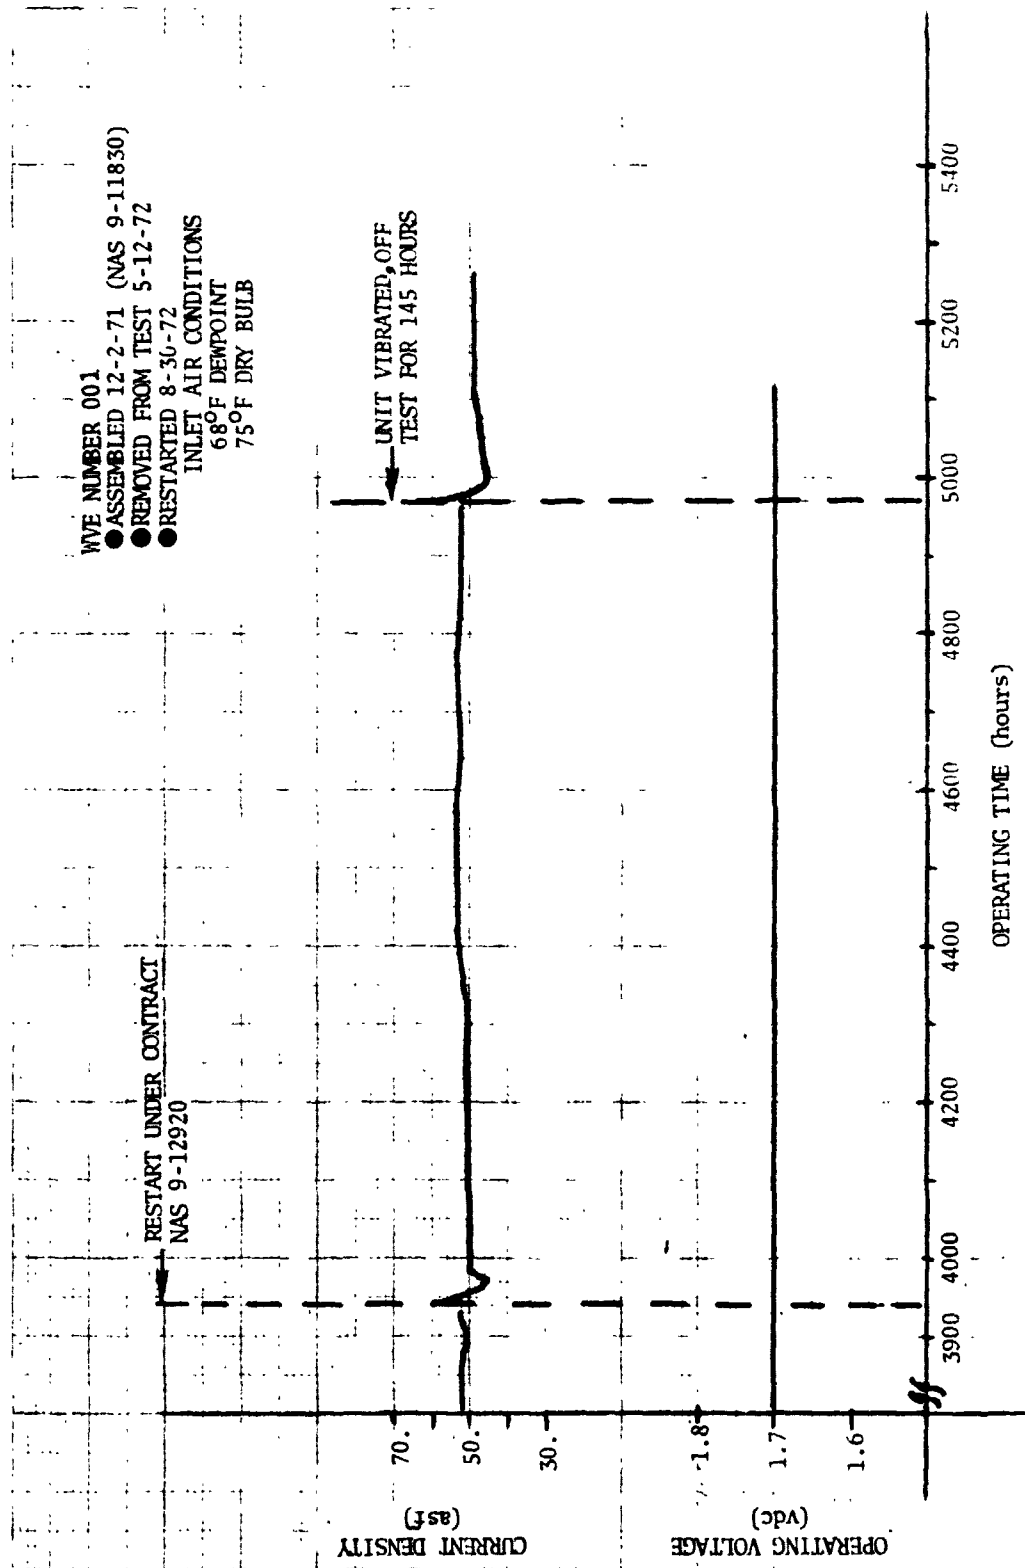 WVE NUMBER 001
● ASSEMBLED 12-2-71 (NAS 9-11830)
● REMOVED FROM TEST 5-12-72
● RESTARTED 8-30-72
INLET AIR CONDITIONS
68°F DEWPOINT
75°F DRY BULB
RESTART UNDER CONTRACT
NAS 9-12920
UNIT VIBRATED, OFF
TEST FOR 145 HOURS
CURRENT DENSITY
(asf)
70.
50.
30.
OPERATING VOLTAGE
(vdc)
1.8
1.7
1.6
3900 4000 4200 4400 4600 4800 5000 5200 5400
OPERATING TIME (hours)